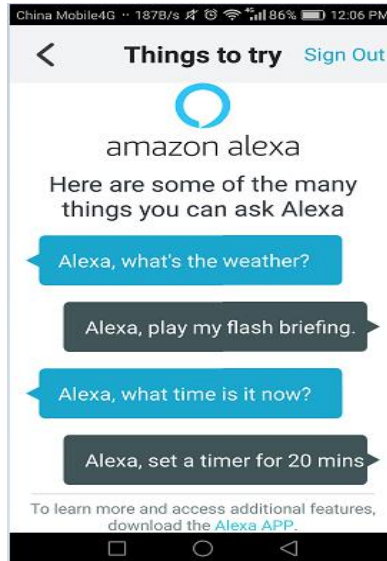 China Mobile4G ·· 187B/s 4G 86% 12:06 PM
Things to try Sign Out
amazon alexa
Here are some of the many
things you can ask Alexa
Alexa, what's the weather?
Alexa, play my flash briefing.
Alexa, what time is it now?
Alexa, set a timer for 20 mins
To learn more and access additional features,
download the Alexa APP.